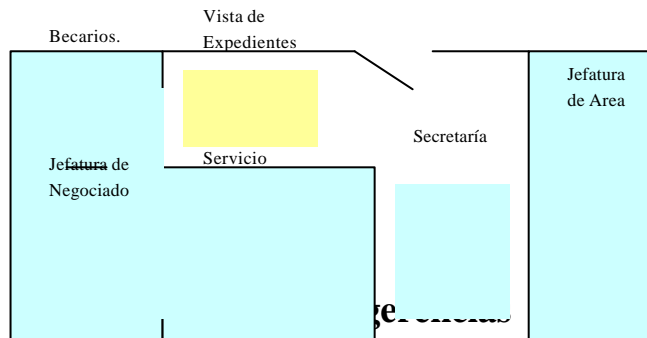 Becarios.
Vista de
Expedientes
Jefatura
de Area
Secretaría
Servicio
Jefatura de
Negociado